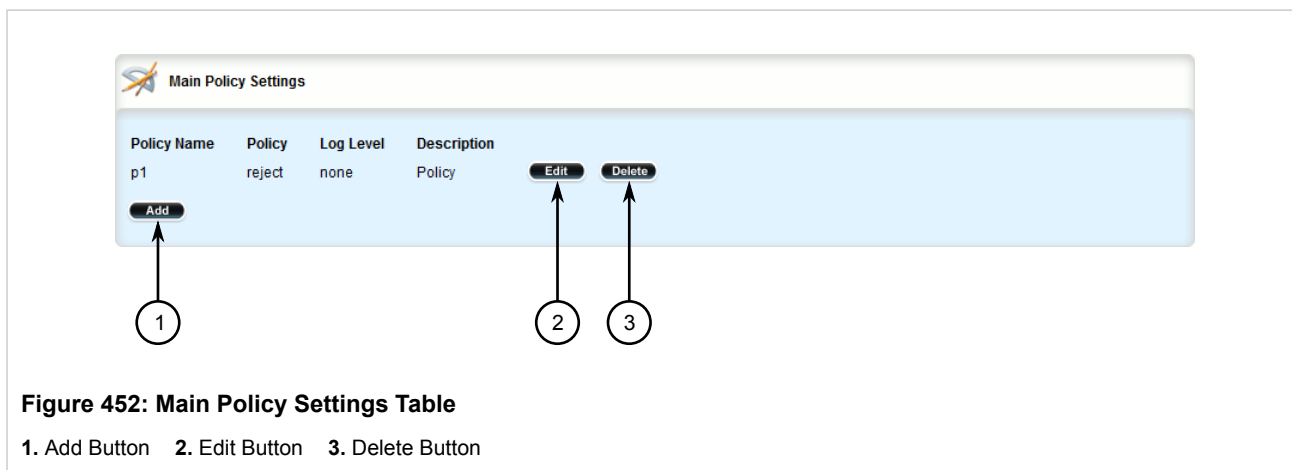 Main Policy Settings
Policy Name Policy Log Level Description
p1 reject none Policy Edit Delete
Add
1 2 3
Figure 452: Main Policy Settings Table
1. Add Button 2. Edit Button 3. Delete Button